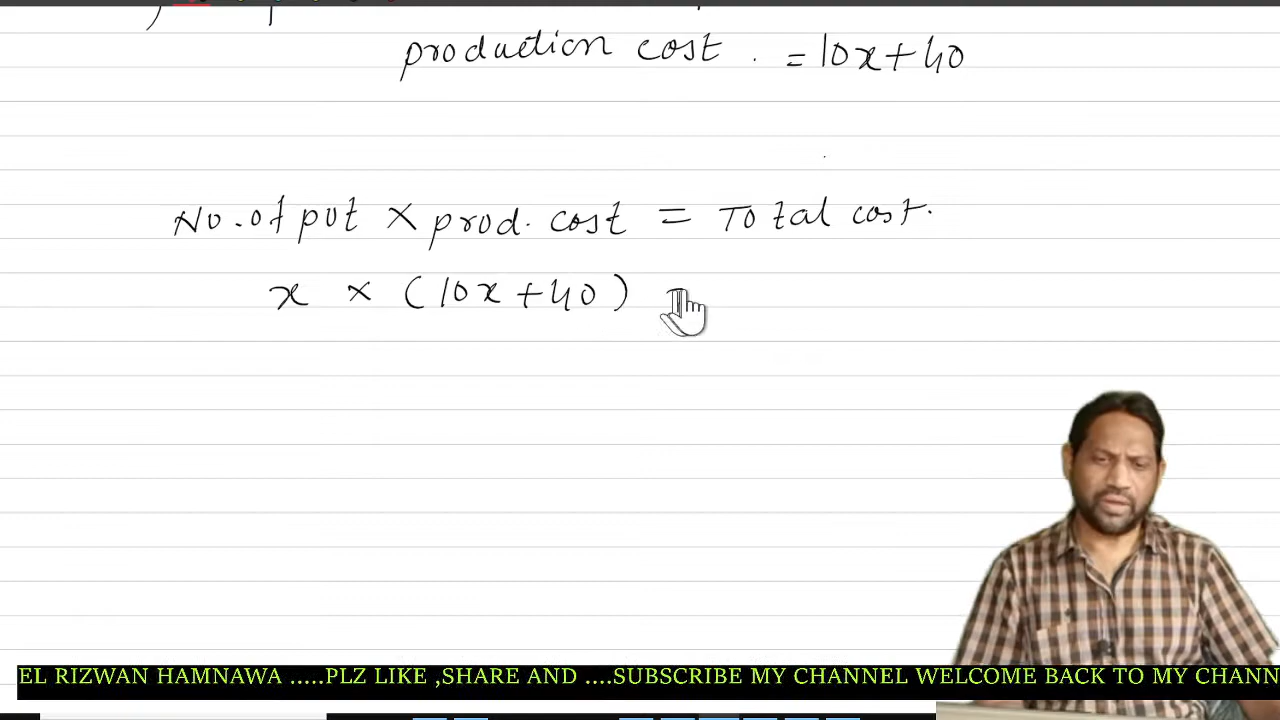 production cost . = 10x+40
No. of pot × prod. cost = Total cost.
x × (10x+40) =
EL RIZWAN HAMNAWA .....PLZ LIKE ,SHARE AND ....SUBSCRIBE MY CHANNEL WELCOME BACK TO MY CHANN